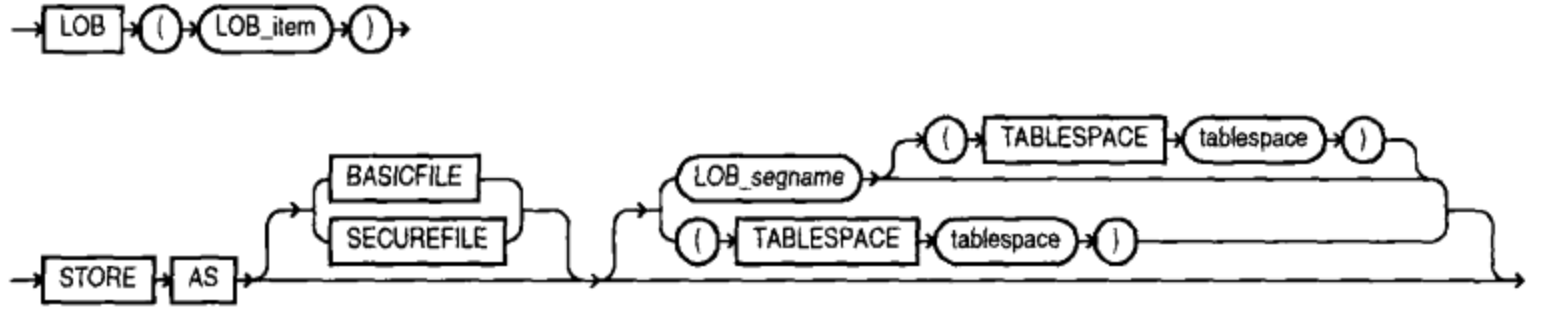 LOB ( LOB_item )
( TABLESPACE tablespace )
BASICFILE LOB_segname
SECUREFILE ( TABLESPACE tablespace )
STORE AS